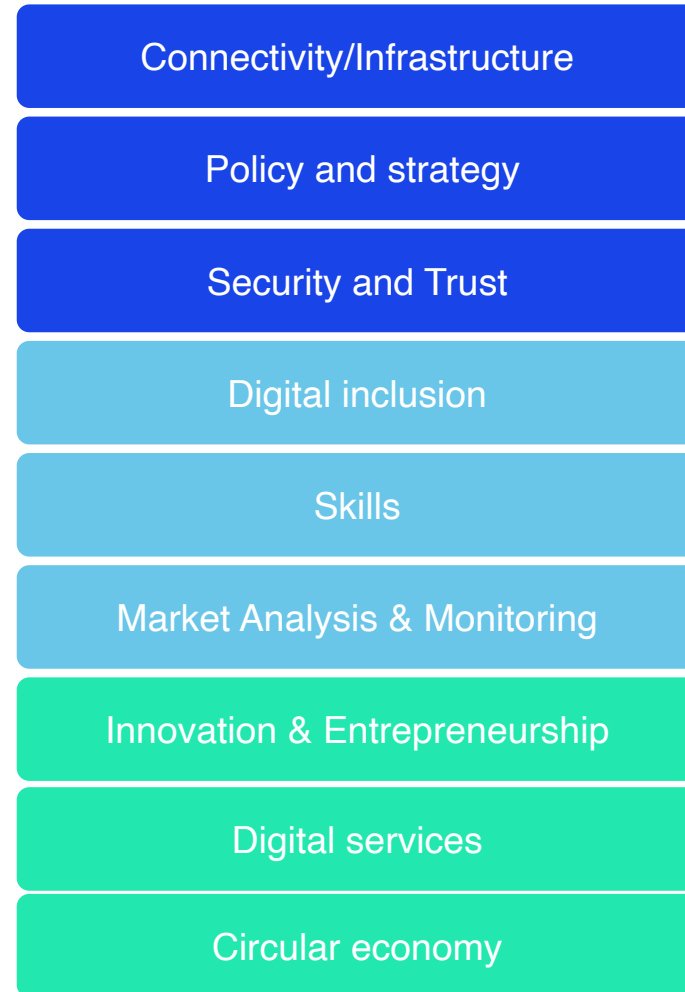 Connectivity/Infrastructure
Policy and strategy
Security and Trust
Digital inclusion
Skills
Market Analysis & Monitoring
Innovation & Entrepreneurship
Digital services
Circular economy